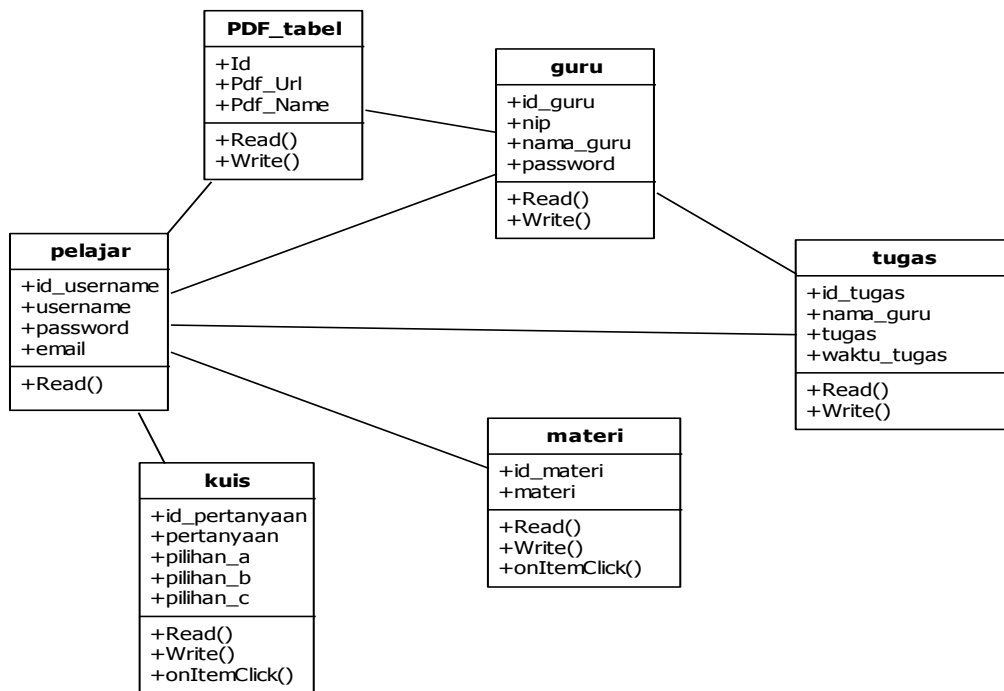 PDF_tabel
+Id
+Pdf_Url
+Pdf_Name
+Read()
+Write()
guru
+id_guru
+nip
+nama_guru
+password
+Read()
+Write()
pelajar
+id_username
+username
+password
+email
+Read()
tugas
+id_tugas
+nama_guru
+tugas
+waktu_tugas
+Read()
+Write()
materi
+id_materi
+materi
+Read()
+Write()
+onItemClick()
kuis
+id_pertanyaan
+pertanyaan
+pilihan_a
+pilihan_b
+pilihan_c
+Read()
+Write()
+onItemClick()